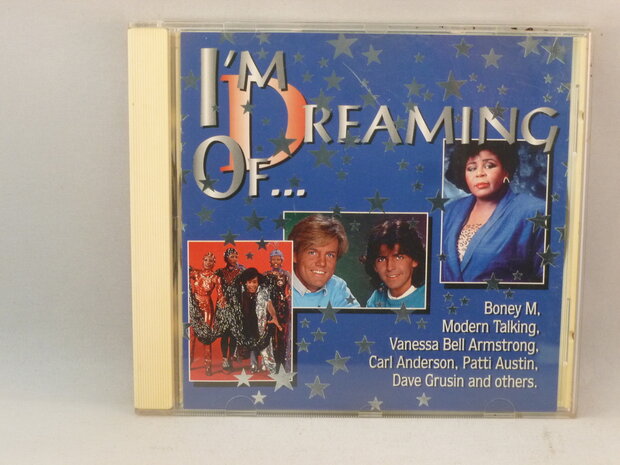 I'M
DREAMING
OF...
Boney M,
Modern Talking,
Vanessa Bell Armstrong,
Carl Anderson, Patti Austin,
Dave Grusin and others.